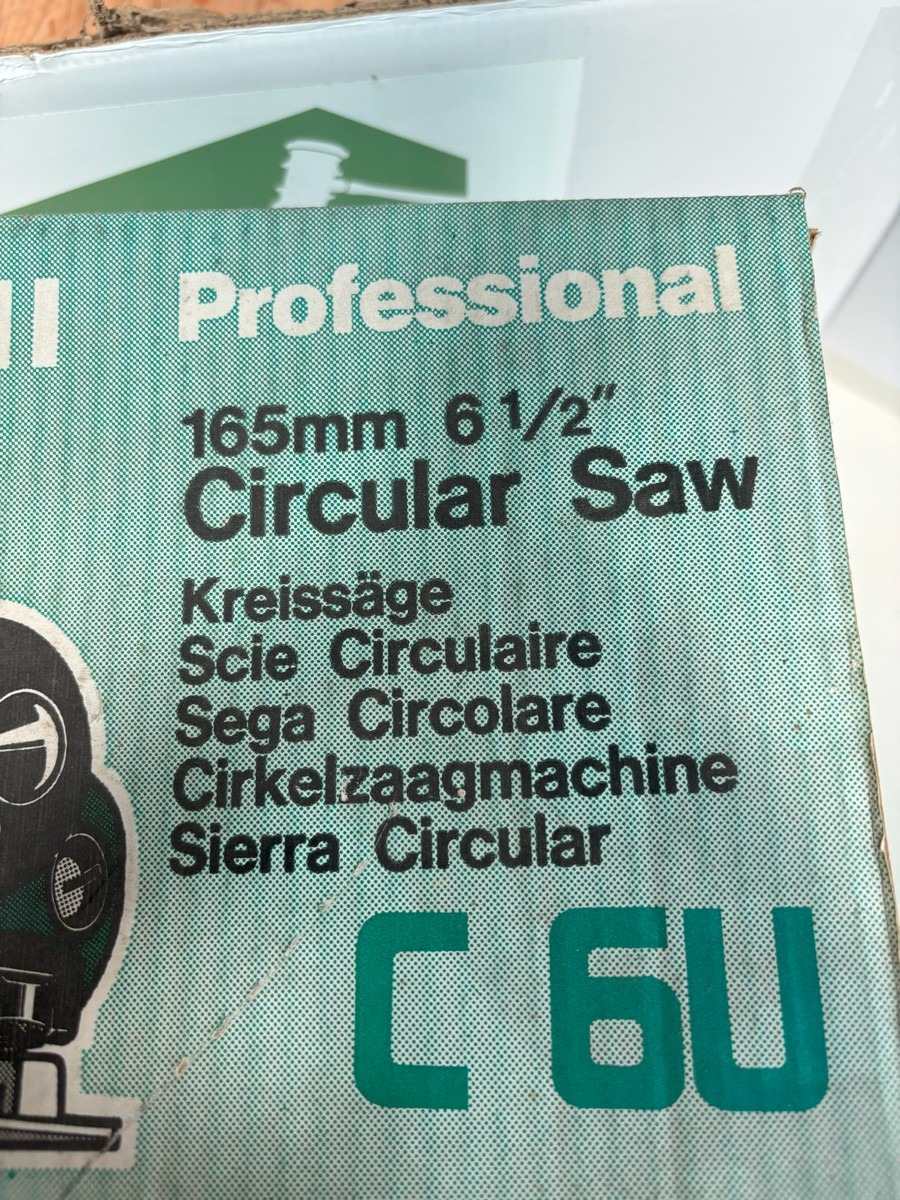 Professional
165mm 6 1/2"
Circular Saw
Kreissäge
Scie Circulaire
Sega Circolare
Cirkelzaagmachine
Sierra Circular
C 6U